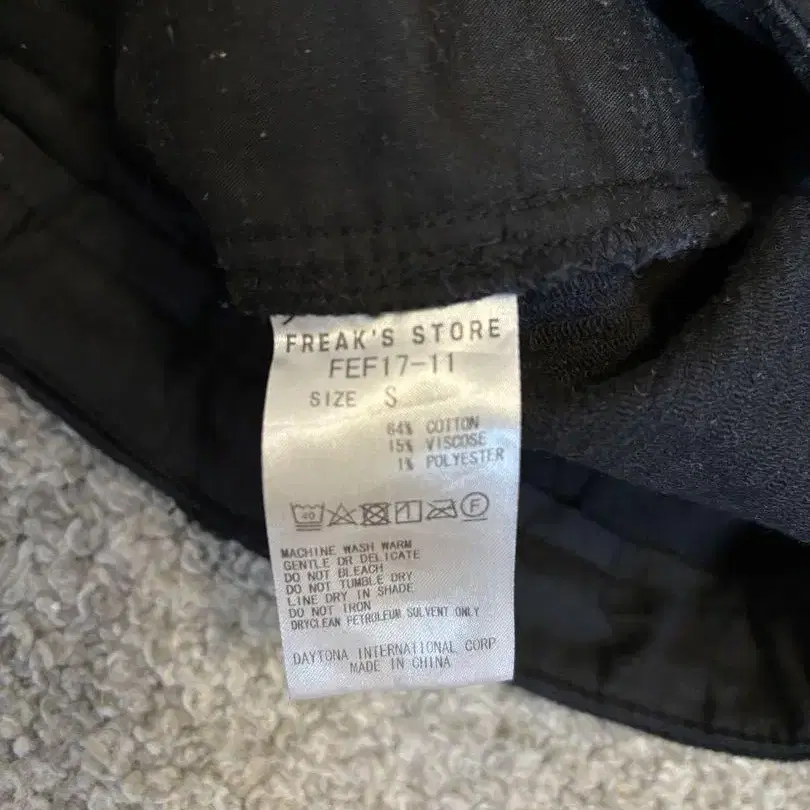 FREAK'S STORE
FEF17-11
SIZE S
84% COTTON
15% VISCOSE
1% POLYESTER
40 F
MACHINE WASH WARM
GENTLE OR DELICATE
DO NOT BLEACH
DO NOT TUMBLE DRY
LINE DRY IN SHADE
DO NOT IRON
DRYCLEAN PETROLEUM SOLVENT ONLY
DAYTONA INTERNATIONAL CORP
MADE IN CHINA